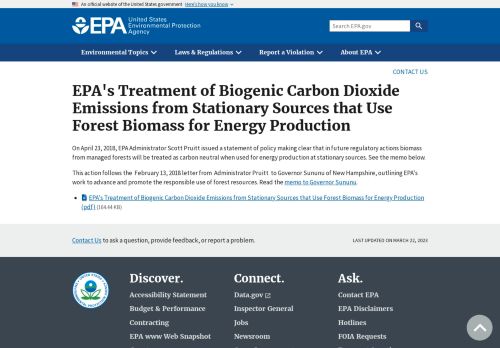 An official website of the United States government Here's how you know
EPA United States
Environmental Protection
Agency
Search EPA.gov
Environmental Topics Laws & Regulations Report a Violation About EPA
CONTACT US
EPA's Treatment of Biogenic Carbon Dioxide
Emissions from Stationary Sources that Use
Forest Biomass for Energy Production
On April 23, 2018, EPA Administrator Scott Pruitt issued a statement of policy making clear that in future regulatory actions biomass
from managed forests will be treated as carbon neutral when used for energy production at stationary sources. See the memo below.
This action follows the February 13, 2018 letter from Administrator Pruitt to Governor Sununu of New Hampshire, outlining EPA's
work to advance and promote the responsible use of forest resources. Read the memo to Governor Sununu.
EPA's Treatment of Biogenic Carbon Dioxide Emissions from Stationary Sources that Use Forest Biomass for Energy Production
(pdf) (164.44 KB)
Contact Us to ask a question, provide feedback, or report a problem.
LAST UPDATED ON MARCH 22, 2023
Discover. Connect. Ask.
Accessibility Statement Data.gov Contact EPA
Budget & Performance Inspector General EPA Disclaimers
Contracting Jobs Hotlines
EPA www Web Snapshot Newsroom FOIA Requests